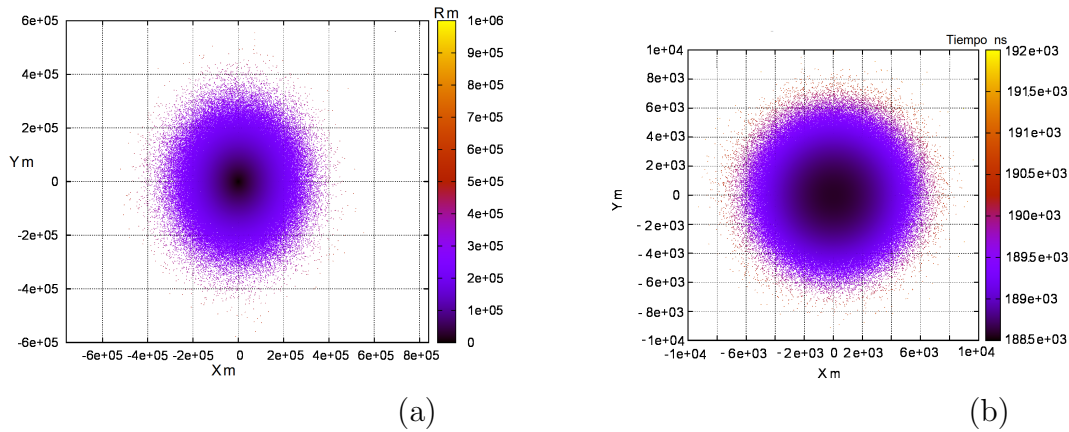 R m
6e+05
4e+05
2e+05
0
-2e+05
-4e+05
-6e+05
Y m
-6e+05 -4e+05 -2e+05 0 2e+05 4e+05 6e+05 8e+05
X m
1e+06
9e+05
8e+05
7e+05
6e+05
5e+05
4e+05
3e+05
2e+05
1e+05
0
(a)
Tiempo ns
1e+04
8e+03
6e+03
4e+03
2e+03
0
-2e+03
-4e+03
-6e+03
-8e+03
-1e+04
Y m
-1e+04 -6e+03 -2e+03 0 2e+03 6e+03 1e+04
X m
192e+03
1915e+03
191e+03
1905e+03
190e+03
1895e+03
189e+03
1885e+03
(b)